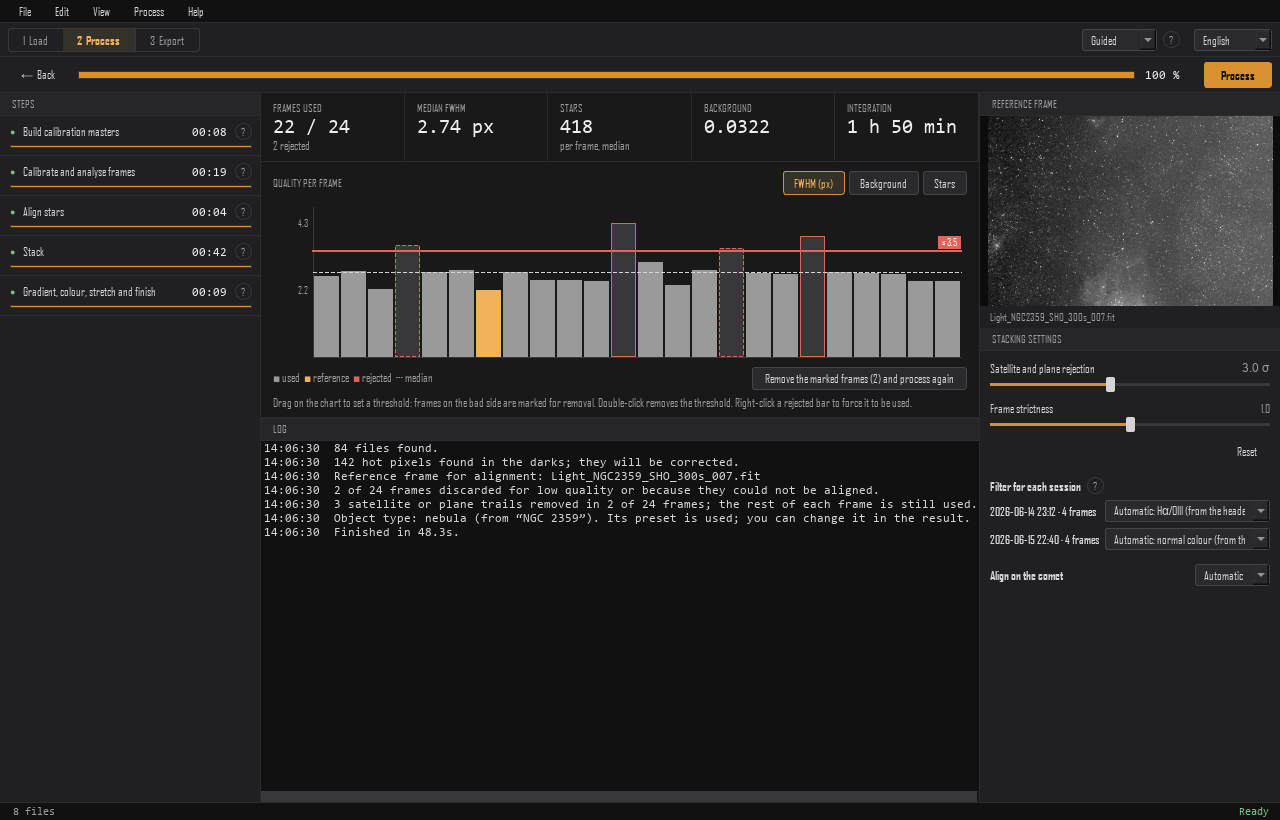 File Edit View Process Help
1 Load 2 Process 3 Export Guided ? English
← Back 100 % Process
STEPS
Build calibration masters 00:08 ?
Calibrate and analyse frames 00:19 ?
Align stars 00:04 ?
Stack 00:42 ?
Gradient, colour, stretch and finish 00:09 ?
FRAMES USED
22 / 24
2 rejected
MEDIAN FWHM
2.74 px
STARS
418
per frame, median
BACKGROUND
0.0322
INTEGRATION
1 h 50 min
QUALITY PER FRAME FWHM (px) Background Stars
4.3
3.5
2.2
used reference rejected --- median Remove the marked frames (2) and process again
Drag on the chart to set a threshold: frames on the bad side are marked for removal. Double-click removes the threshold. Right-click a rejected bar to force it to be used.
LOG
14:06:30 84 files found.
14:06:30 142 hot pixels found in the darks; they will be corrected.
14:06:30 Reference frame for alignment: Light_NGC2359_SHO_300s_007.fit
14:06:30 2 of 24 frames discarded for low quality or because they could not be aligned.
14:06:30 3 satellite or plane trails removed in 2 of 24 frames; the rest of each frame is still used.
14:06:30 Object type: nebula (from “NGC 2359”). Its preset is used; you can change it in the result.
14:06:30 Finished in 48.3s.
REFERENCE FRAME
Light_NGC2359_SHO_300s_007.fit
STACKING SETTINGS
Satellite and plane rejection 3.0 σ
Frame strictness 1.0
Reset
Filter for each session ?
2026-06-14 23:12 · 4 frames Automatic: Hα/OIII (from the heade
2026-06-15 22:40 · 4 frames Automatic: normal colour (from th
Align on the comet Automatic
8 files Ready